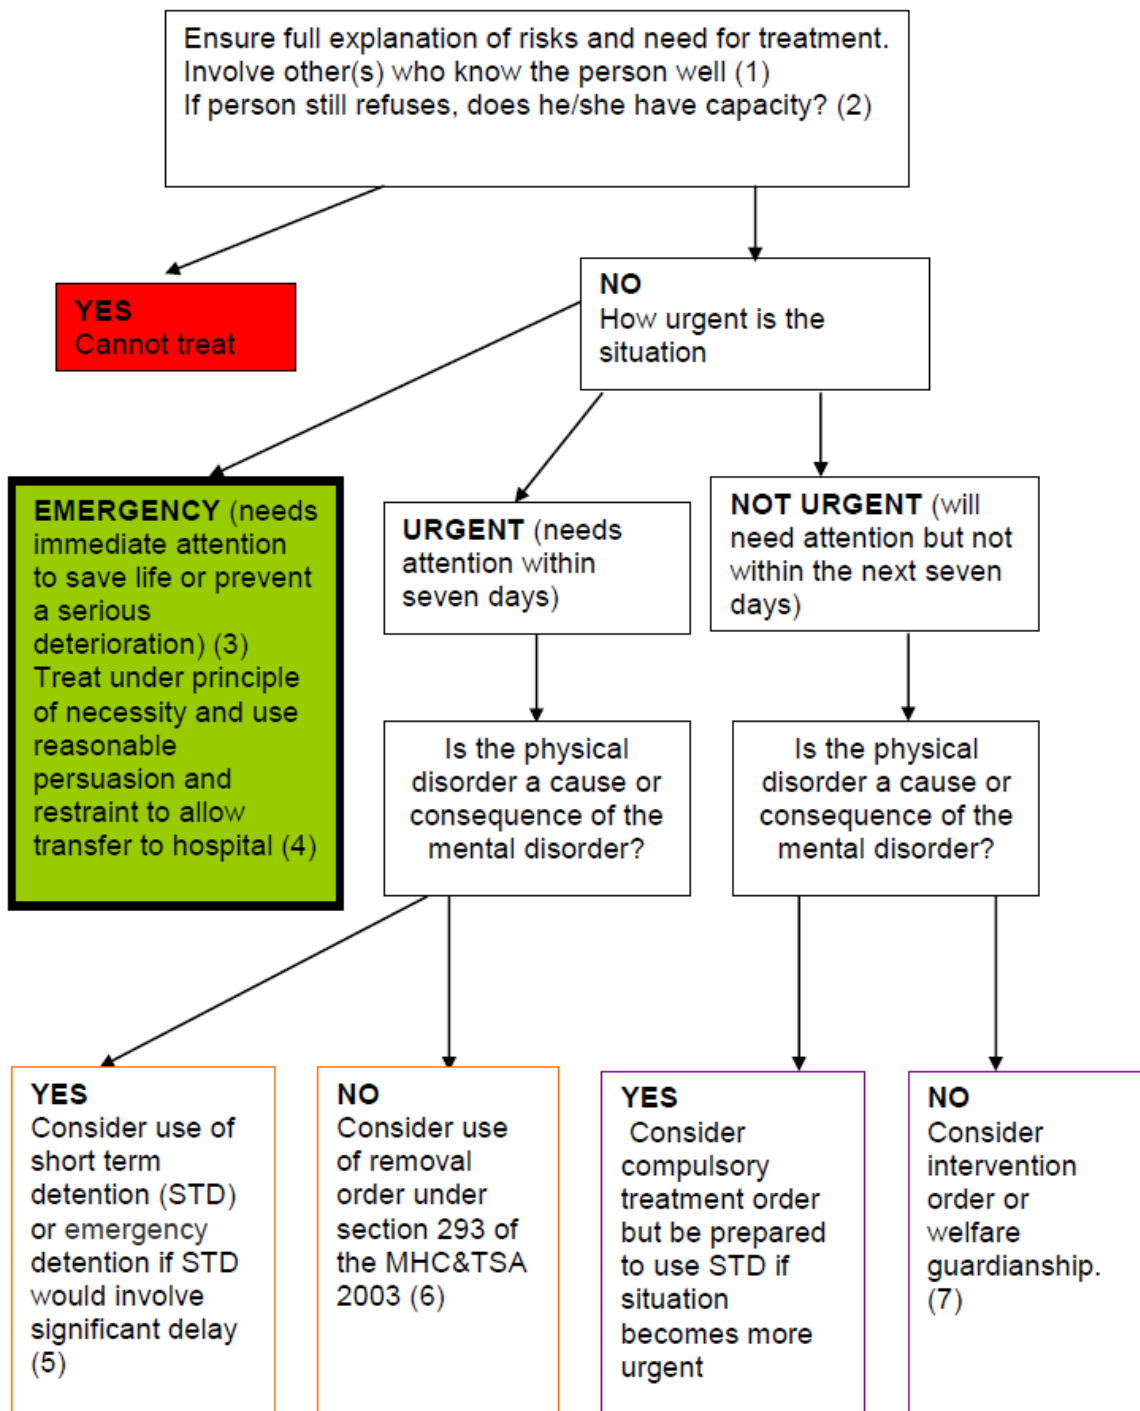 Ensure full explanation of risks and need for treatment.
Involve other(s) who know the person well (1)
If person still refuses, does he/she have capacity? (2)
YES
Cannot treat
NO
How urgent is the
situation
EMERGENCY (needs
immediate attention
to save life or prevent
a serious
deterioration) (3)
Treat under principle
of necessity and use
reasonable
persuasion and
restraint to allow
transfer to hospital (4)
URGENT (needs
attention within
seven days)
NOT URGENT (will
need attention but not
within the next seven
days)
Is the physical
disorder a cause or
consequence of the
mental disorder?
Is the physical
disorder a cause or
consequence of the
mental disorder?
YES
Consider use of
short term
detention (STD)
or emergency
detention if STD
would involve
significant delay
(5)
NO
Consider use
of removal
order under
section 293 of
the MHC&TSA
2003 (6)
YES
Consider
compulsory
treatment order
but be prepared
to use STD if
situation
becomes more
urgent
NO
Consider
intervention
order or
welfare
guardianship.
(7)